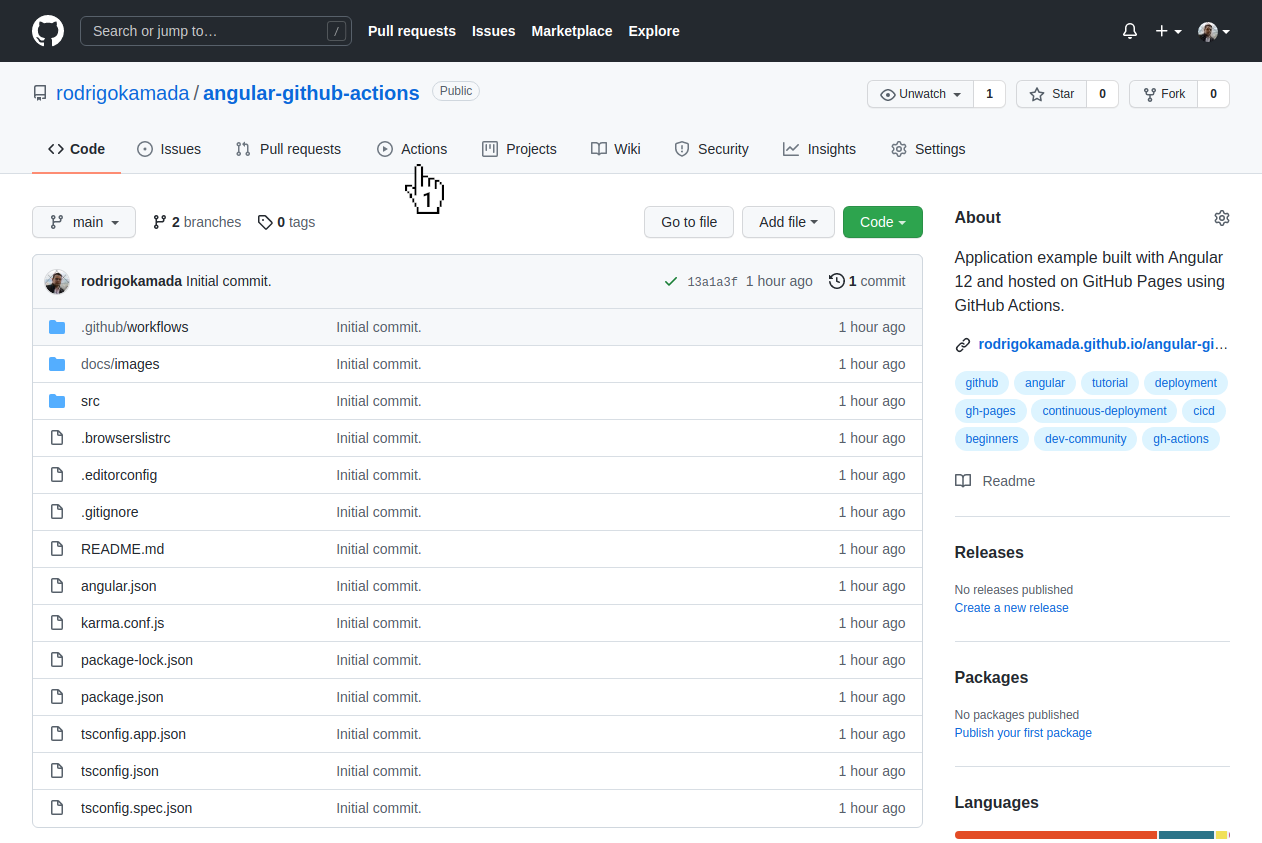 Search or jump to… /
Pull requests Issues Marketplace Explore
rodrigokamada / angular-github-actions Public
Unwatch 1 Star 0 Fork 0
Code Issues Pull requests Actions Projects Wiki Security Insights Settings
1
main 2 branches 0 tags Go to file Add file Code
rodrigokamada Initial commit. 13a1a3f 1 hour ago 1 commit
.github/workflows Initial commit. 1 hour ago
docs/images Initial commit. 1 hour ago
src Initial commit. 1 hour ago
.browserslistrc Initial commit. 1 hour ago
.editorconfig Initial commit. 1 hour ago
.gitignore Initial commit. 1 hour ago
README.md Initial commit. 1 hour ago
angular.json Initial commit. 1 hour ago
karma.conf.js Initial commit. 1 hour ago
package-lock.json Initial commit. 1 hour ago
package.json Initial commit. 1 hour ago
tsconfig.app.json Initial commit. 1 hour ago
tsconfig.json Initial commit. 1 hour ago
tsconfig.spec.json Initial commit. 1 hour ago
About
Application example built with Angular
12 and hosted on GitHub Pages using
GitHub Actions.
rodrigokamada.github.io/angular-gi…
github angular tutorial deployment
gh-pages continuous-deployment cicd
beginners dev-community gh-actions
Readme
Releases
No releases published
Create a new release
Packages
No packages published
Publish your first package
Languages